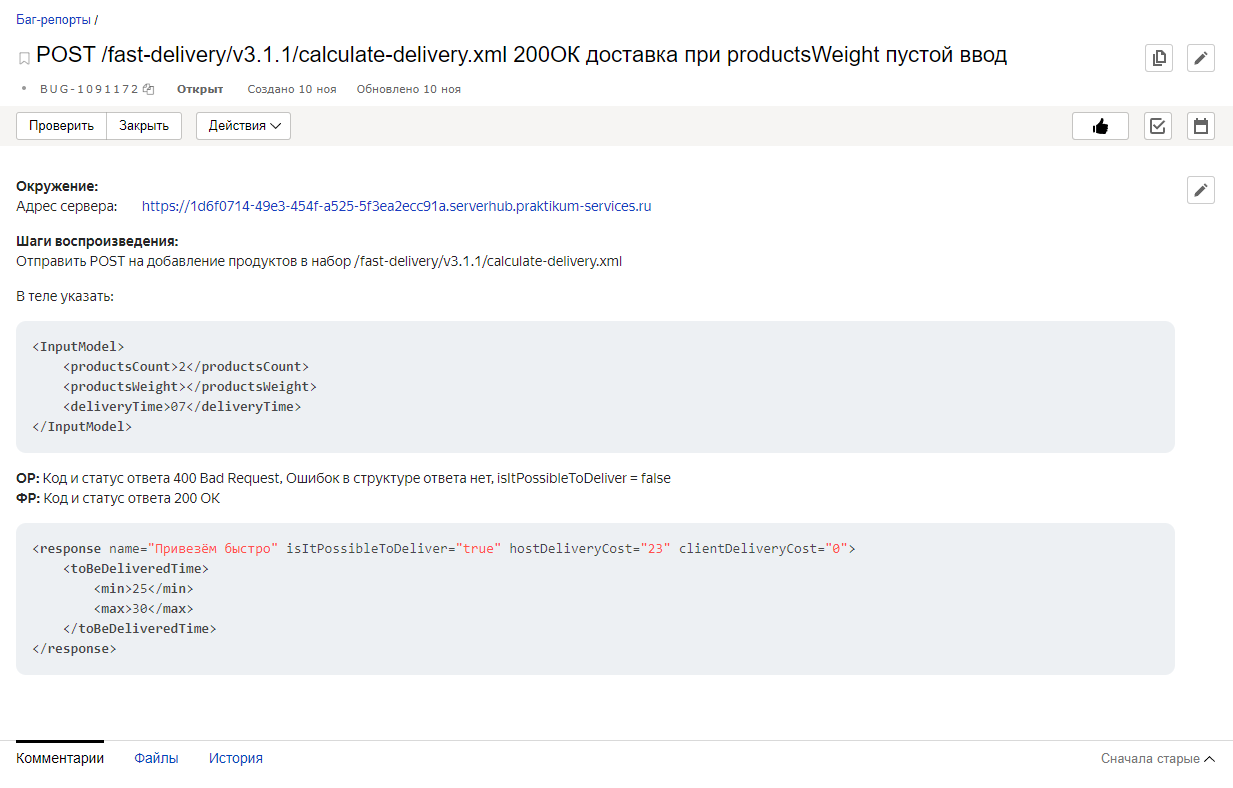 Баг-репорты /
POST /fast-delivery/v3.1.1/calculate-delivery.xml 200ОК доставка при productsWeight пустой ввод
BUG-1091172 Открыт Создано 10 ноя Обновлено 10 ноя
Проверить Закрыть Действия
Окружение:
Адрес сервера: https://1d6f0714-49e3-454f-a525-5f3ea2ecc91a.serverhub.praktikum-services.ru
Шаги воспроизведения:
Отправить POST на добавление продуктов в набор /fast-delivery/v3.1.1/calculate-delivery.xml
В теле указать:
<InputModel>
<productsCount>2</productsCount>
<productsWeight></productsWeight>
<deliveryTime>07</deliveryTime>
</InputModel>
ОР: Код и статус ответа 400 Bad Request, Ошибок в структуре ответа нет, isItPossibleToDeliver = false
ФР: Код и статус ответа 200 OK
<response name="Привезём быстро" isItPossibleToDeliver="true" hostDeliveryCost="23" clientDeliveryCost="0">
<toBeDeliveredTime>
<min>25</min>
<max>30</max>
</toBeDeliveredTime>
</response>
Комментарии Файлы История Сначала старые